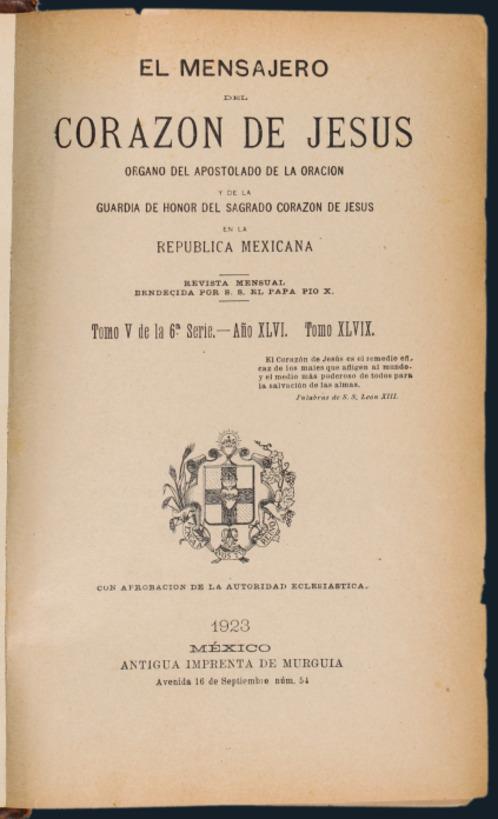 EL MENSAJERO
DEL
CORAZON DE JESUS
ORGANO DEL APOSTOLADO DE LA ORACION
Y DE LA
GUARDIA DE HONOR DEL SAGRADO CORAZON DE JESUS
EN LA
REPUBLICA MEXICANA
REVISTA MENSUAL
BENDECIDA POR S. S. EL PAPA PIO X.
Tomo V de la 6ª Serie.—Año XLVI. Tomo XLVIX.
El Corazón de Jesús es el remedio efi-
caz de los males que afligen al mundo-
y el medio más poderoso de todos para
la salvación de las almas.
Palabras de S. S. León XIII.
CON APROBACION DE LA AUTORIDAD ECLESIASTICA.
1923
MÉXICO
ANTIGUA IMPRENTA DE MURGUIA
Avenida 16 de Septiembre núm. 54